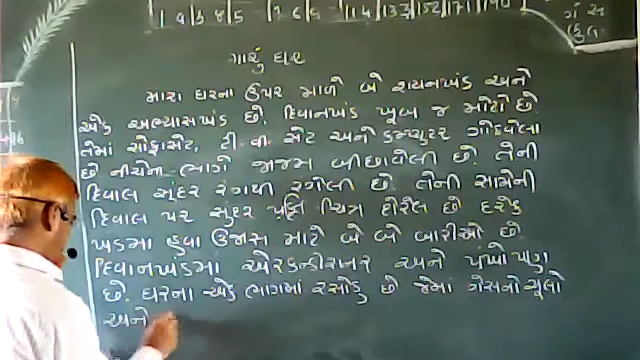 મારું ઘર
મારા ઘરના ઉપર માળે બે શયનખંડ અને
એક અભ્યાસખંડ છે. દિવાનખંડ ખૂબ જ મોટો છે.
તેમાં સોફાસેટ, ટી.વી. સેટ અને કમ્પ્યુટર ગોઠવેલા
છે નીચેના ભાગે જાજમ બીછાવેલી છે. તેની
દિવાલ સુંદર રંગથી રંગેલી છે. તેની સામેની
દિવાલ પર સુંદર ચિત્ર દોરેલ છે દરેક
ખંડમા હવા ઉજાસ માટે બે બે બારીઓ છે.
દિવાનખંડમા એરકન્ડીશનર અને પંખો પણ
છે. ઘરના એક ભાગમાં રસોડુ છે જેમાં ગેસનો ચૂલો
અને